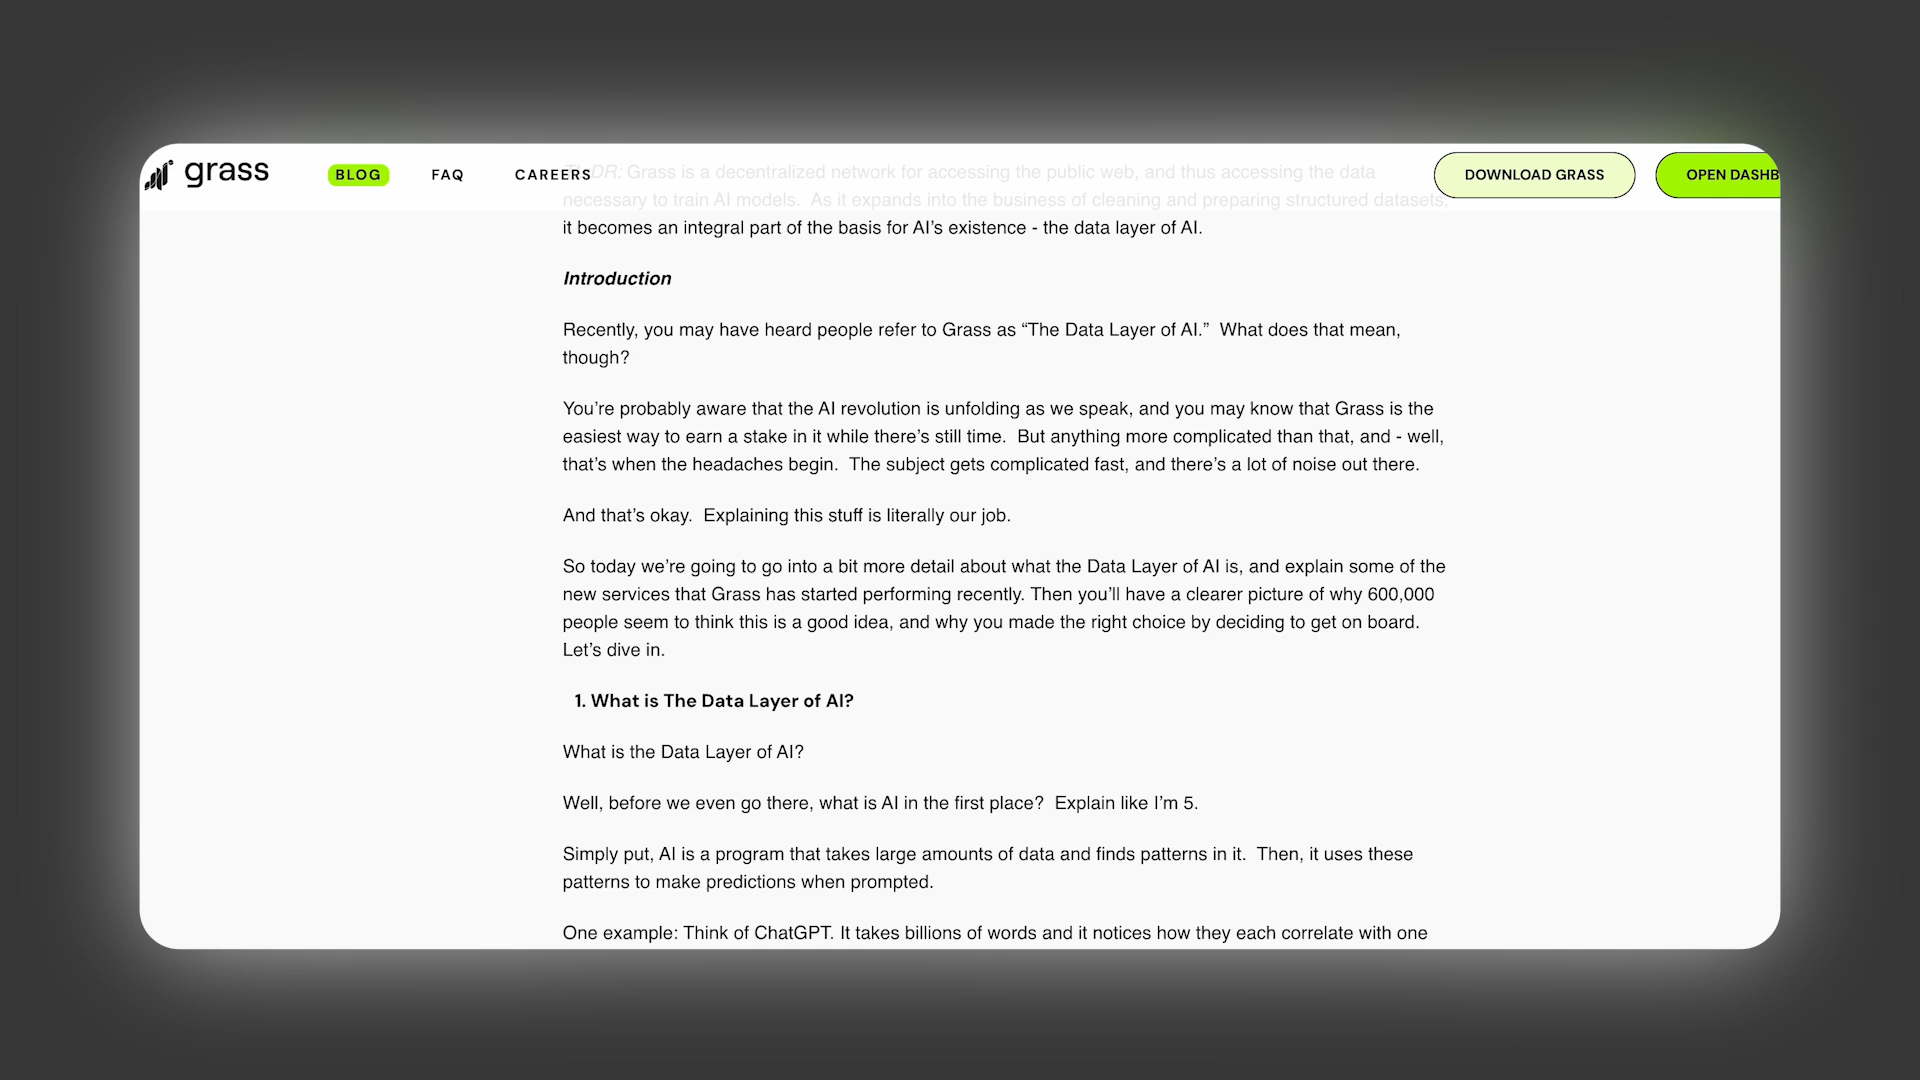 grass
BLOG
FAQ
CAREERS
DOWNLOAD GRASS
OPEN DASHB
DR: Grass is a decentralized network for accessing the public web, and thus accessing the data
necessary to train AI models.  As it expands into the business of cleaning and preparing structured datasets,
it becomes an integral part of the basis for AI’s existence - the data layer of AI.
Introduction
Recently, you may have heard people refer to Grass as “The Data Layer of AI.”  What does that mean,
though?
You’re probably aware that the AI revolution is unfolding as we speak, and you may know that Grass is the
easiest way to earn a stake in it while there’s still time.  But anything more complicated than that, and - well,
that’s when the headaches begin.  The subject gets complicated fast, and there’s a lot of noise out there.
And that’s okay.  Explaining this stuff is literally our job.
So today we’re going to go into a bit more detail about what the Data Layer of AI is, and explain some of the
new services that Grass has started performing recently. Then you’ll have a clearer picture of why 600,000
people seem to think this is a good idea, and why you made the right choice by deciding to get on board.
Let’s dive in.
1. What is The Data Layer of AI?
What is the Data Layer of AI?
Well, before we even go there, what is AI in the first place?  Explain like I’m 5.
Simply put, AI is a program that takes large amounts of data and finds patterns in it.  Then, it uses these
patterns to make predictions when prompted.
One example: Think of ChatGPT. It takes billions of words and it notices how they each correlate with one